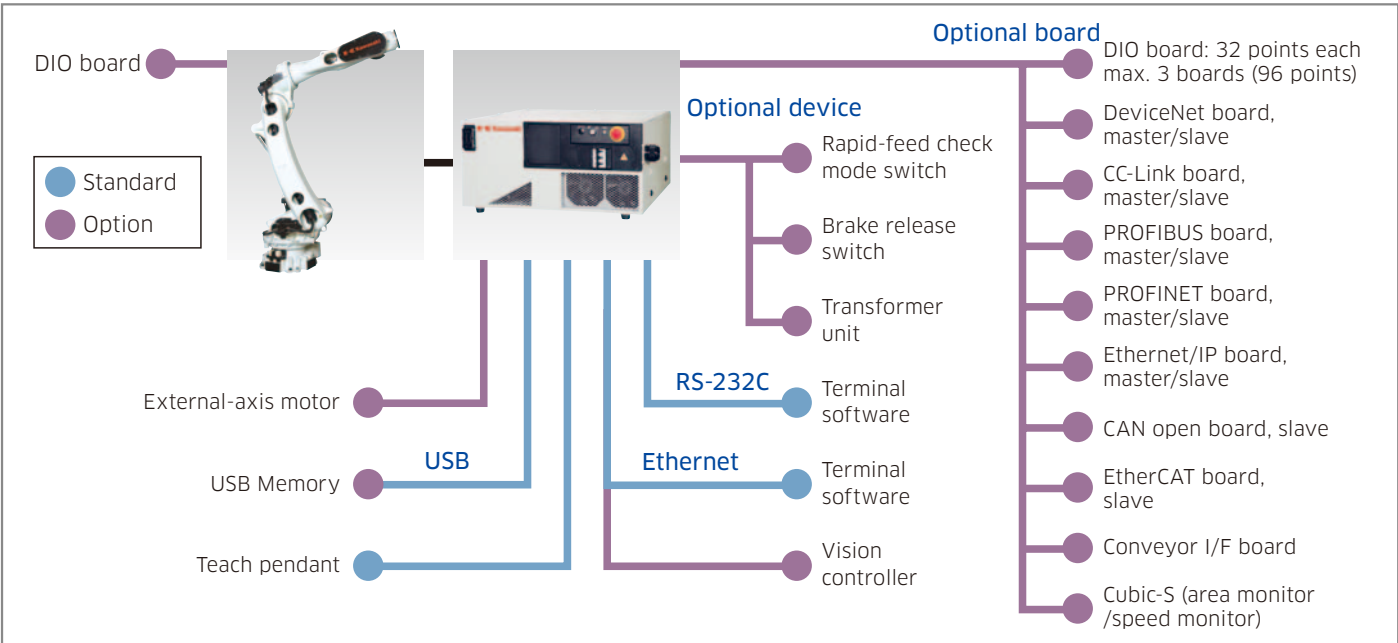 DIO board
Standard
Option
Kawasaki
Kawasaki
Optional device
Rapid-feed check
mode switch
Brake release
switch
Transformer
unit
RS-232C
Terminal
software
Ethernet
Terminal
software
Vision
controller
External-axis motor
USB
USB Memory
Teach pendant
Optional board
DIO board: 32 points each
max. 3 boards (96 points)
DeviceNet board,
master/slave
CC-Link board,
master/slave
PROFIBUS board,
master/slave
PROFINET board,
master/slave
Ethernet/IP board,
master/slave
CAN open board, slave
EtherCAT board,
slave
Conveyor I/F board
Cubic-S (area monitor
/speed monitor)